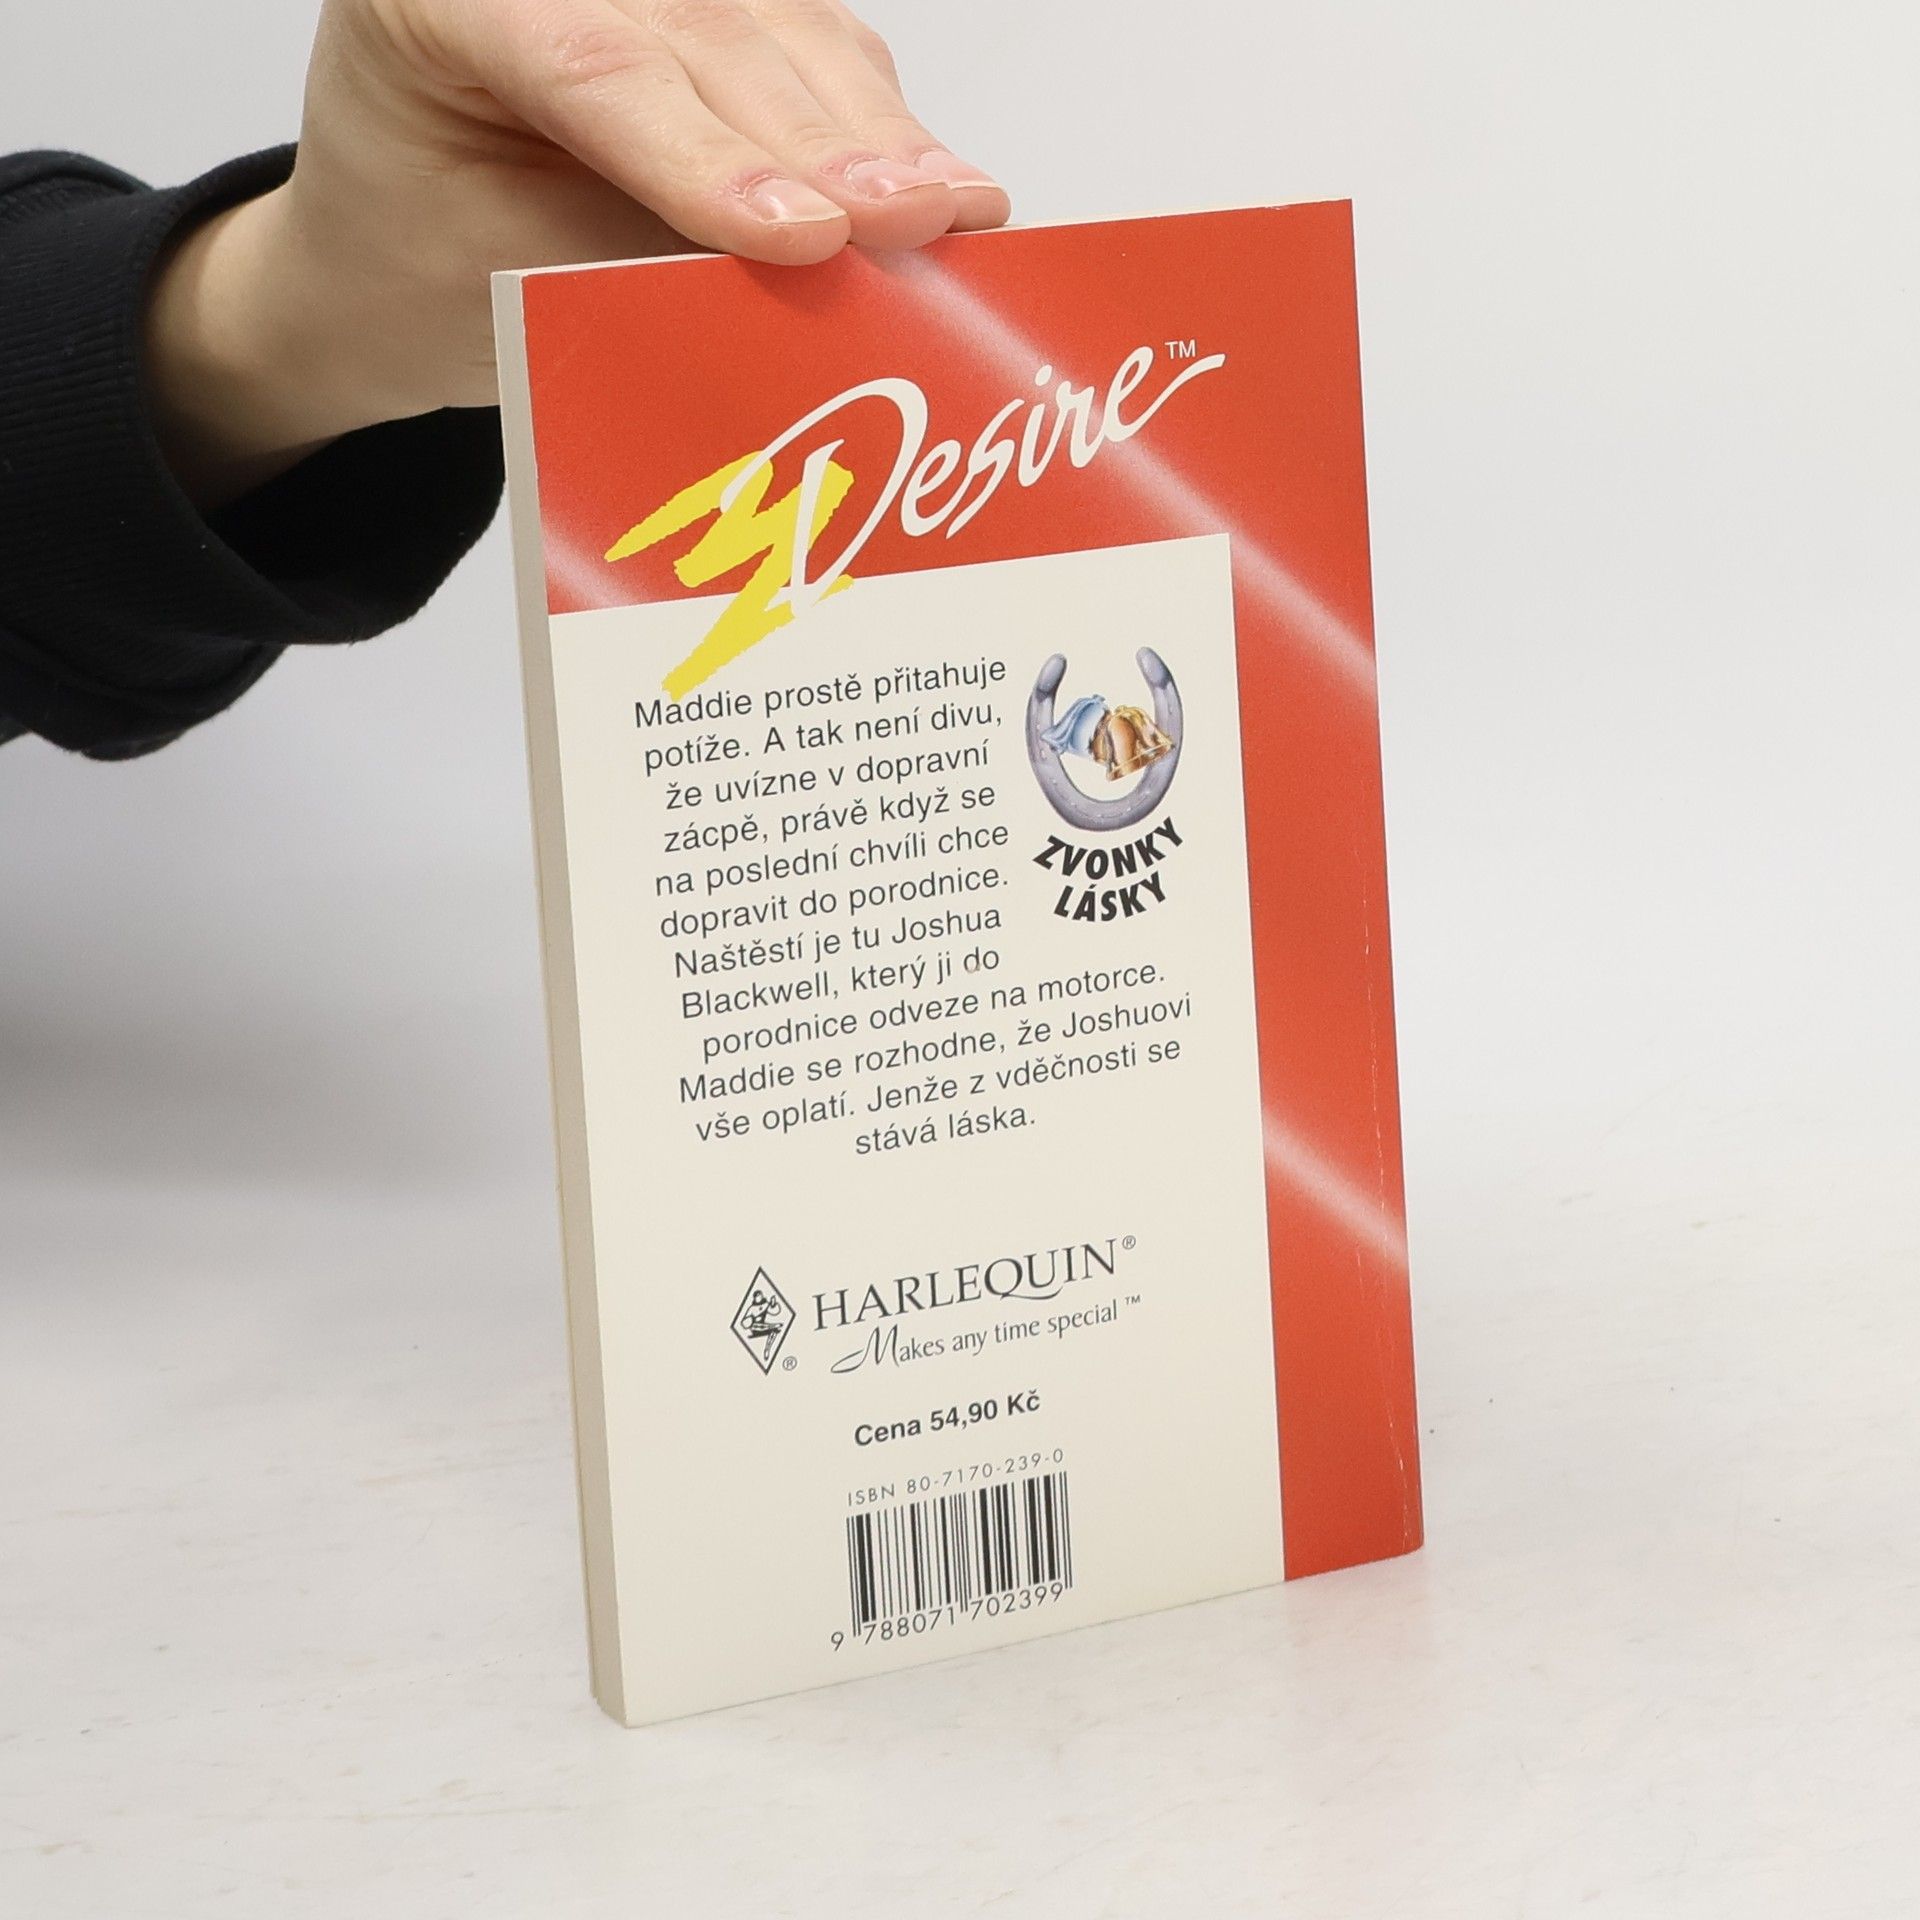 Desire™
Maddie prostě přitahuje
potíže. A tak není divu,
že uvízne v dopravní
zácpě, právě když se
na poslední chvíli chce
dopravit do porodnice.
Naštěstí je tu Joshua
Blackwell, který ji do
porodnice odveze na motorce.
Maddie se rozhodne, že Joshuovi
vše oplatí. Jenže z vděčnosti se
stává láska.
ZVONKY
LÁSKY
HARLEQUIN®
®
Makes any time special™
Cena 54,90 Kč
ISBN 80-7170-239-0
9 788071 702399